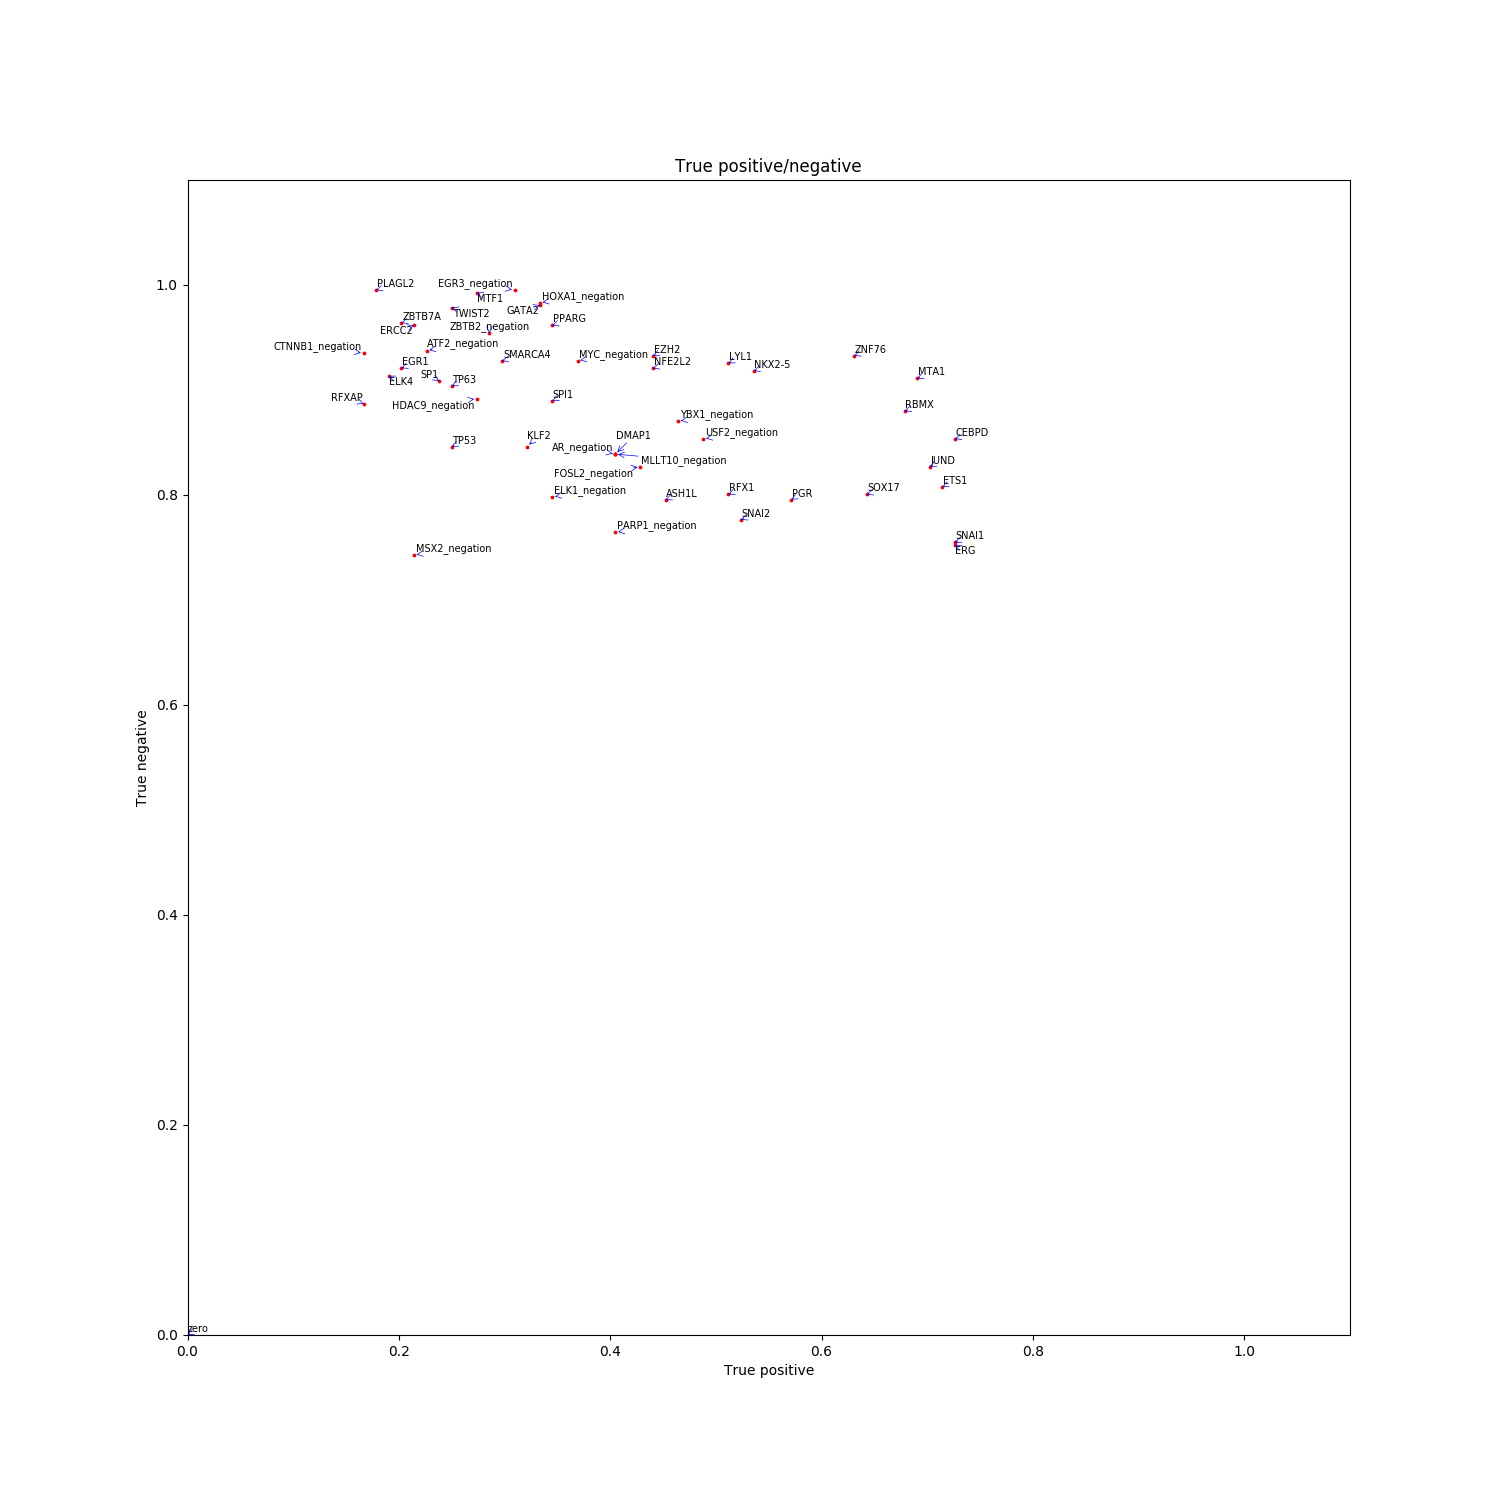 True positive/negative
1.0
0.8
0.6
0.4
0.2
0.0
True negative
PLAGL2
EGR3_negation
MTF1
HOXA1_negation
GATA2
TWIST2
ZBTB7A
PPARG
ERCC2
ZBTB2_negation
CTNNB1_negation
ATF2_negation
SMARCA4
MYC_negation
EZH2
NFE2L2
LYL1
NKX2-5
ZNF76
MTA1
EGR1
SP1
ELK4
TP63
RFXAP
HDAC9_negation
SPI1
RBMX
YBX1_negation
USF2_negation
CEBPD
TP53
KLF2
DMAP1
AR_negation
MLLT10_negation
JUND
FOSL2_negation
ETS1
ELK1_negation
ASH1L
RFX1
PGR
SOX17
SNAI2
PARP1_negation
SNAI1
ERG
MSX2_negation
zero
0.0
0.2
0.4
0.6
0.8
1.0
True positive